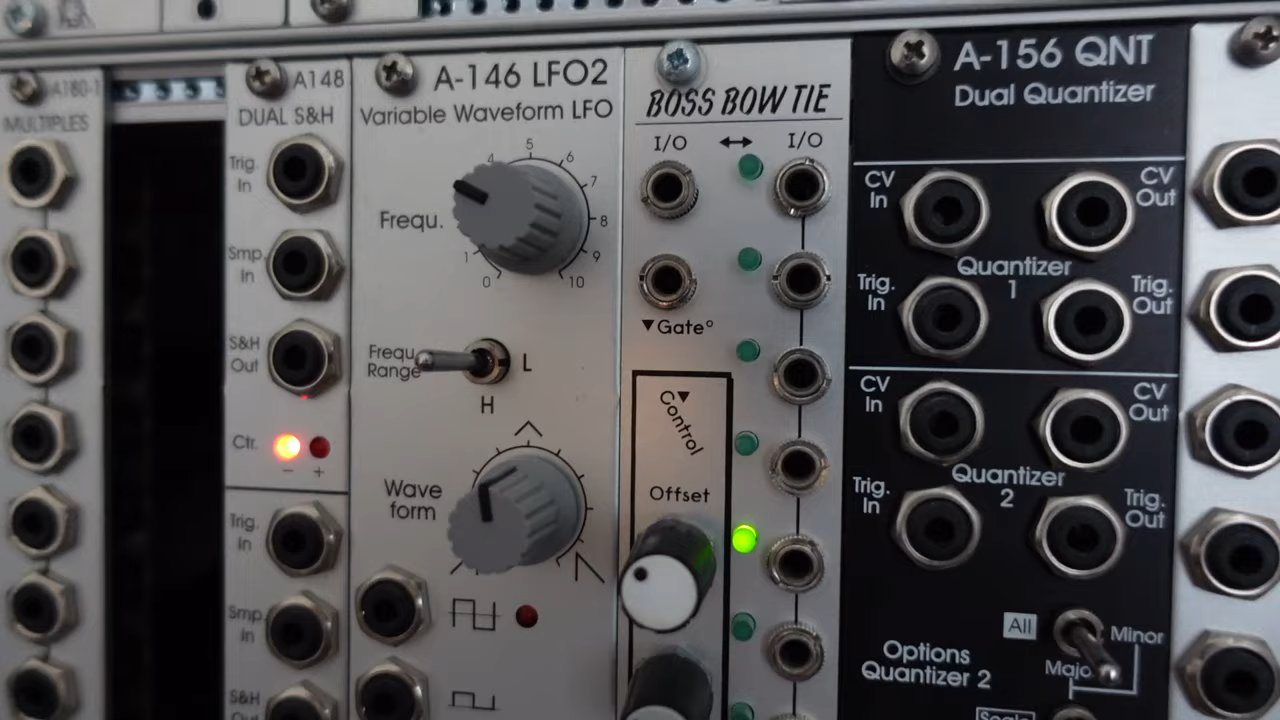 A180-1
MULTIPLES
A148
DUAL S&H
Trig.
In
Smp.
In
S&H
Out
Ctr.
− +
Trig.
In
Smp.
In
S&H
Out
A-146 LFO2
Variable Waveform LFO
Frequ.
0 1 4 5 6 7 8 9 10
Frequ.
Range
L
H
Wave
form
BOSS BOW TIE
I/O ↔ I/O
▼Gate°
Control▼
Offset
A-156 QNT
Dual Quantizer
CV
In
CV
Out
Quantizer
1
Trig.
In
Trig.
Out
CV
In
CV
Out
Quantizer
2
Trig.
In
Trig.
Out
All
Minor
Majo
Options
Quantizer 2
Scale